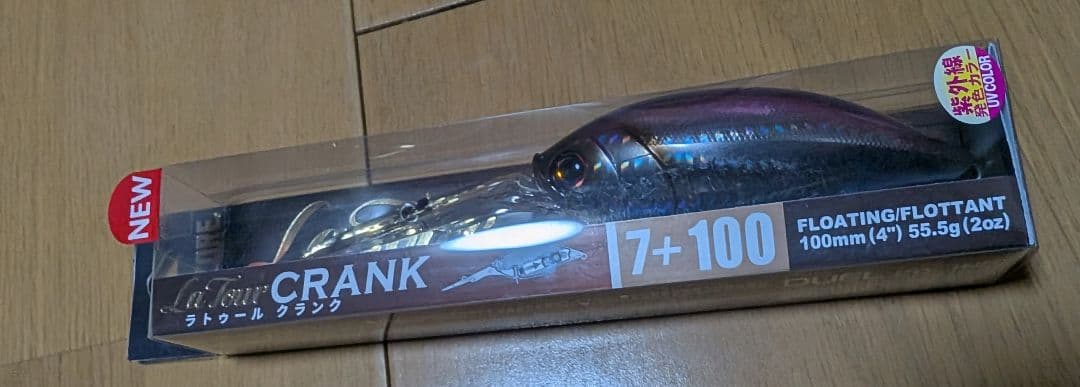 NEW
紫外線
発色カラー
UV COLOR
La Tour CRANK
ラトゥール クランク
7+ 100
FLOATING/FLOTTANT
100mm (4") 55.5g (2oz)